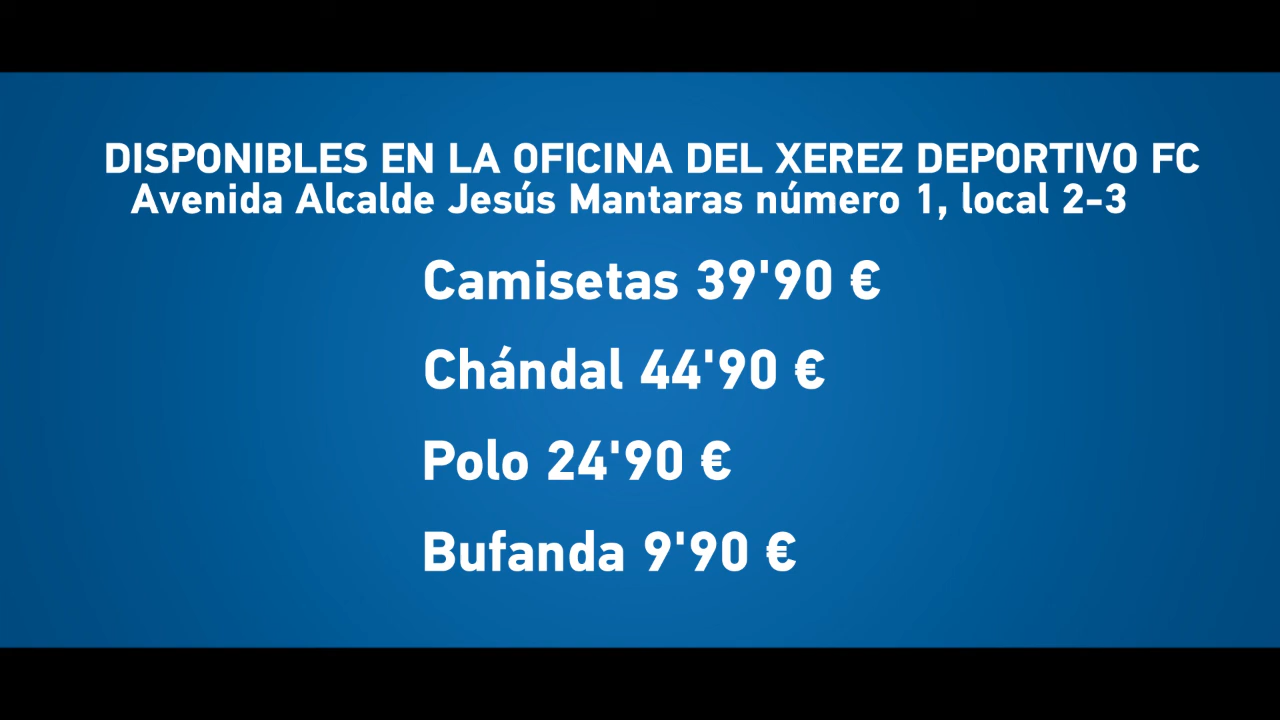 DISPONIBLES EN LA OFICINA DEL XEREZ DEPORTIVO FC
Avenida Alcalde Jesús Mantaras número 1, local 2-3
Camisetas 39'90 €
Chándal 44'90 €
Polo 24'90 €
Bufanda 9'90 €